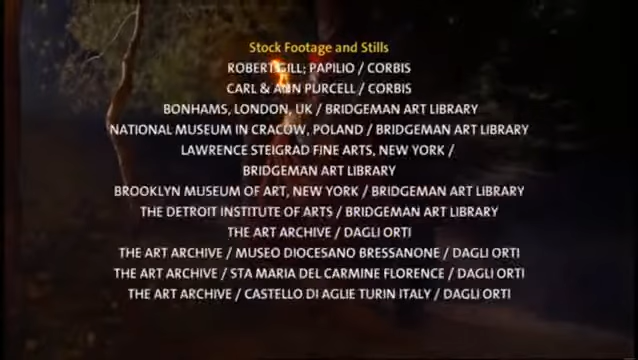 Stock Footage and Stills
ROBERT GILL; PAPILIO / CORBIS
CARL & ANN PURCELL / CORBIS
BONHAMS, LONDON, UK / BRIDGEMAN ART LIBRARY
NATIONAL MUSEUM IN CRACOW, POLAND / BRIDGEMAN ART LIBRARY
LAWRENCE STEIGRAD FINE ARTS, NEW YORK /
BRIDGEMAN ART LIBRARY
BROOKLYN MUSEUM OF ART, NEW YORK / BRIDGEMAN ART LIBRARY
THE DETROIT INSTITUTE OF ARTS / BRIDGEMAN ART LIBRARY
THE ART ARCHIVE / DAGLI ORTI
THE ART ARCHIVE / MUSEO DIOCESANO BRESSANONE / DAGLI ORTI
THE ART ARCHIVE / STA MARIA DEL CARMINE FLORENCE / DAGLI ORTI
THE ART ARCHIVE / CASTELLO DI AGLIE TURIN ITALY / DAGLI ORTI